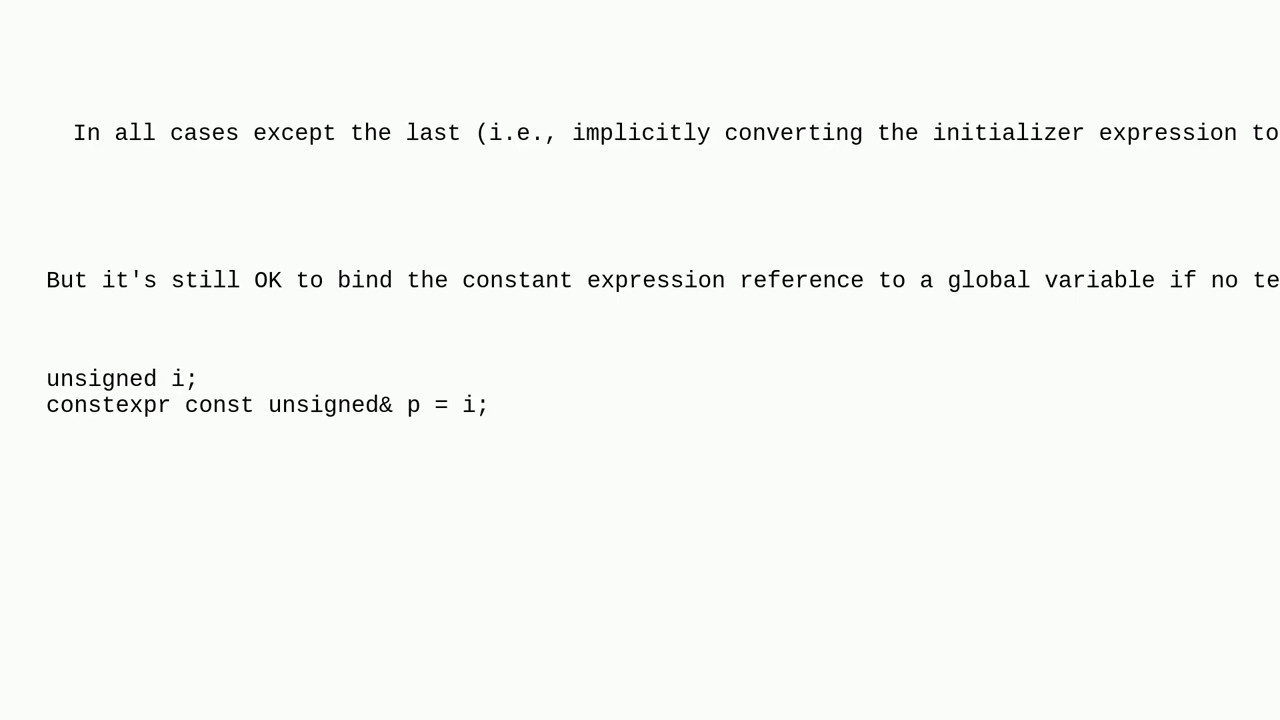 In all cases except the last (i.e., implicitly converting the initializer expression to
But it's still OK to bind the constant expression reference to a global variable if no te
unsigned i;
constexpr const unsigned& p = i;